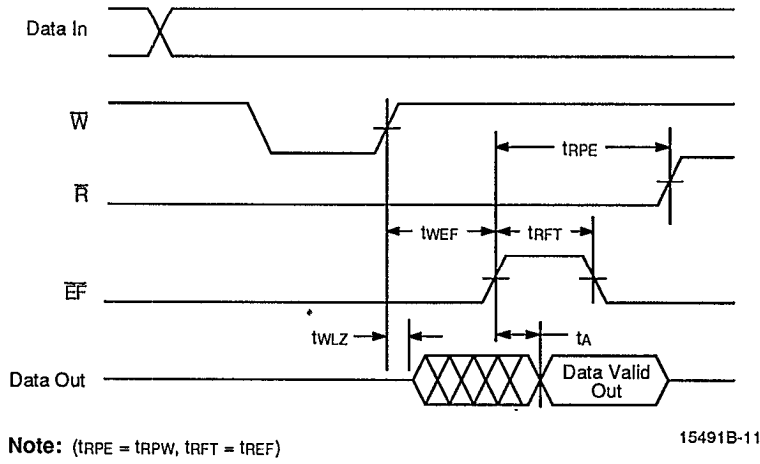 Data In
W̅
tRPE
R̅
tWEF
tRFT
E̅F̅
tWLZ
tA
Data Out
Data Valid
Out
15491B-11
Note: (tRPE = tRPW, tRFT = tREF)